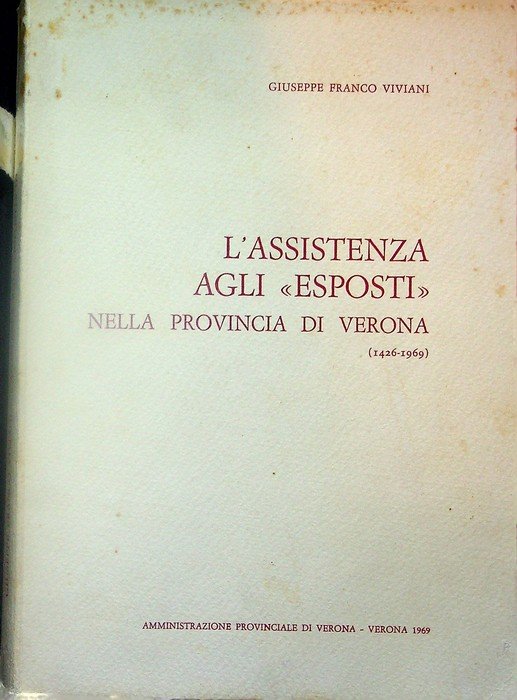 GIUSEPPE FRANCO VIVIANI
L'ASSISTENZA
AGLI «ESPOSTI»
NELLA PROVINCIA DI VERONA
(1426-1969)
AMMINISTRAZIONE PROVINCIALE DI VERONA - VERONA 1969